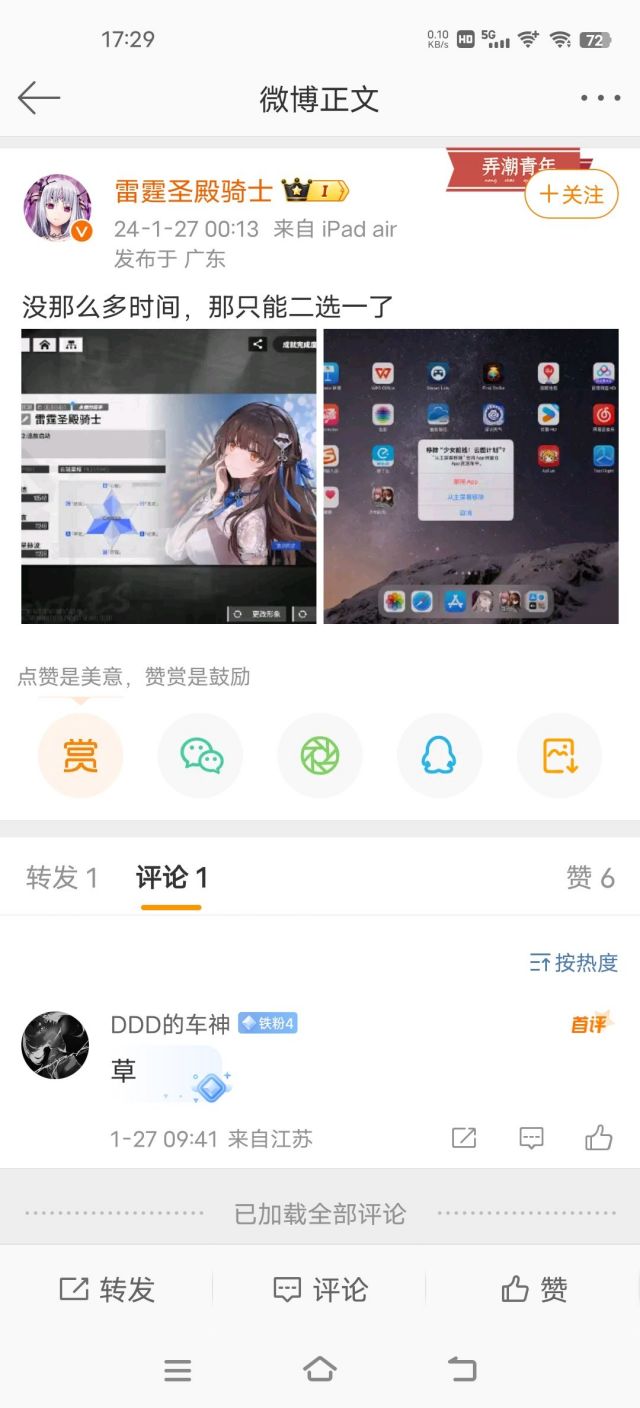 17:29
0.10 KB/s HD 5G 72
微博正文
弄潮青年
雷霆圣殿骑士 I
+关注
24-1-27 00:13 来自 iPad air
发布于 广东
没那么多时间，那只能二选一了
成就完成度
雷霆圣殿骑士
更改形象
移除“少女前线：云图计划”？
删除 App
从主屏幕移除
取消
点赞是美意，赞赏是鼓励
赏
转发 1
评论 1
赞 6
按热度
DDD的车神 铁粉4
首评
草
1-27 09:41 来自江苏
已加载全部评论
转发
评论
赞